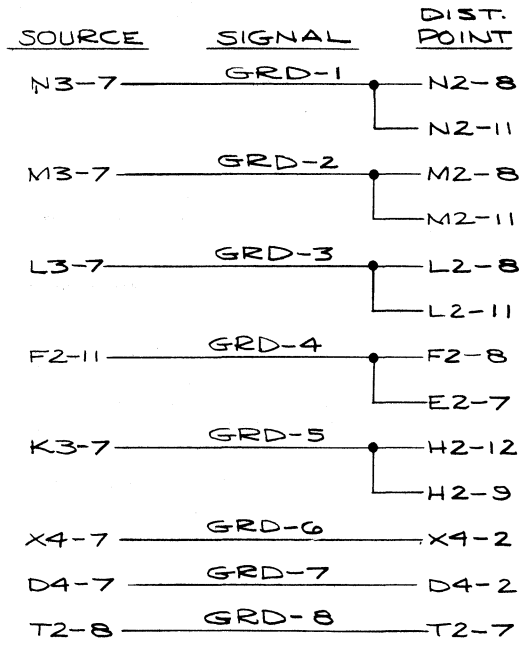 DIST.
SOURCE SIGNAL POINT
N3-7 GRD-1 N2-8
N2-11
M3-7 GRD-2 M2-8
M2-11
L3-7 GRD-3 L2-8
L2-11
F2-11 GRD-4 F2-8
E2-7
K3-7 GRD-5 H2-12
H2-9
X4-7 GRD-6 X4-2
D4-7 GRD-7 D4-2
T2-8 GRD-8 T2-7